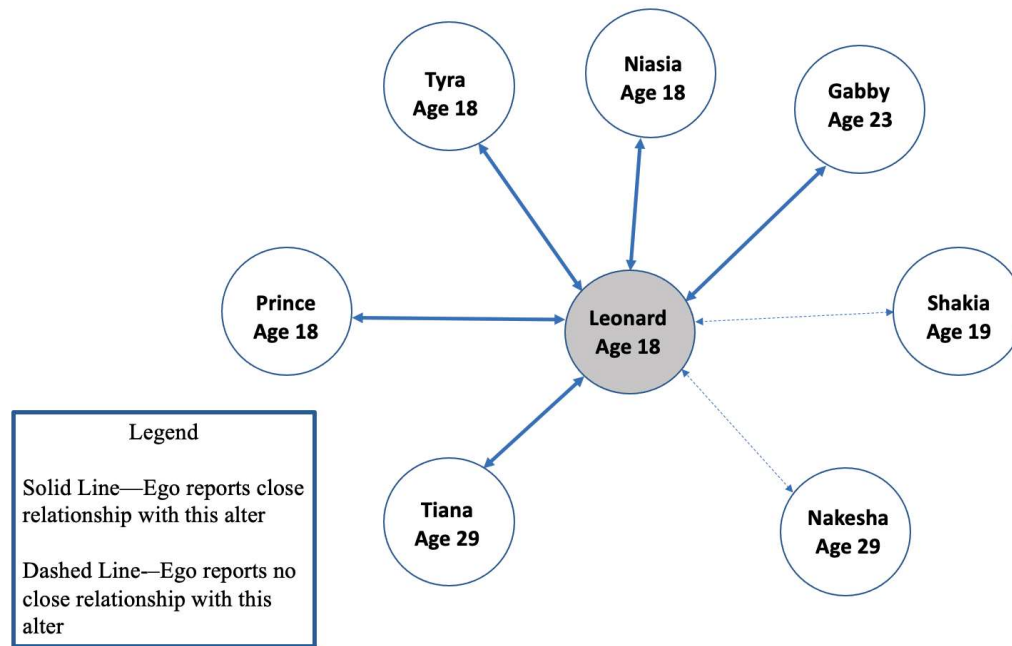 Tyra
Age 18
Niasia
Age 18
Gabby
Age 23
Prince
Age 18
Leonard
Age 18
Shakia
Age 19
Tiana
Age 29
Nakesha
Age 29
Legend
Solid Line—Ego reports close
relationship with this alter
Dashed Line-–Ego reports no
close relationship with this
alter